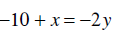 −10 + x = −2y